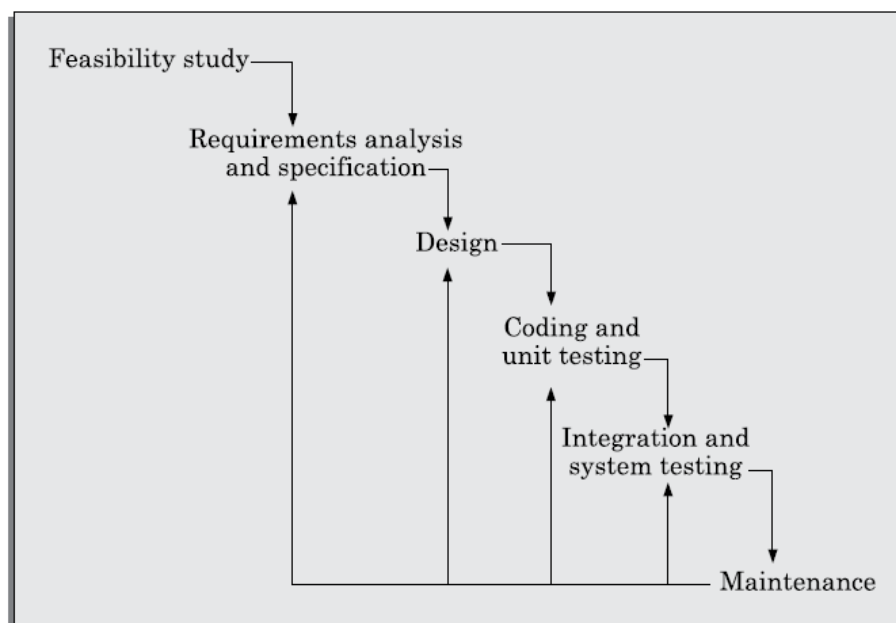 Feasibility study
Requirements analysis
and specification
Design
Coding and
unit testing
Integration and
system testing
Maintenance